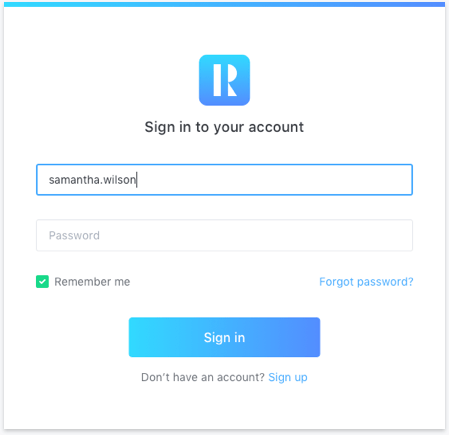 R
Sign in to your account
samantha.wilson
Password
Remember me Forgot password?
Sign in
Don't have an account? Sign up